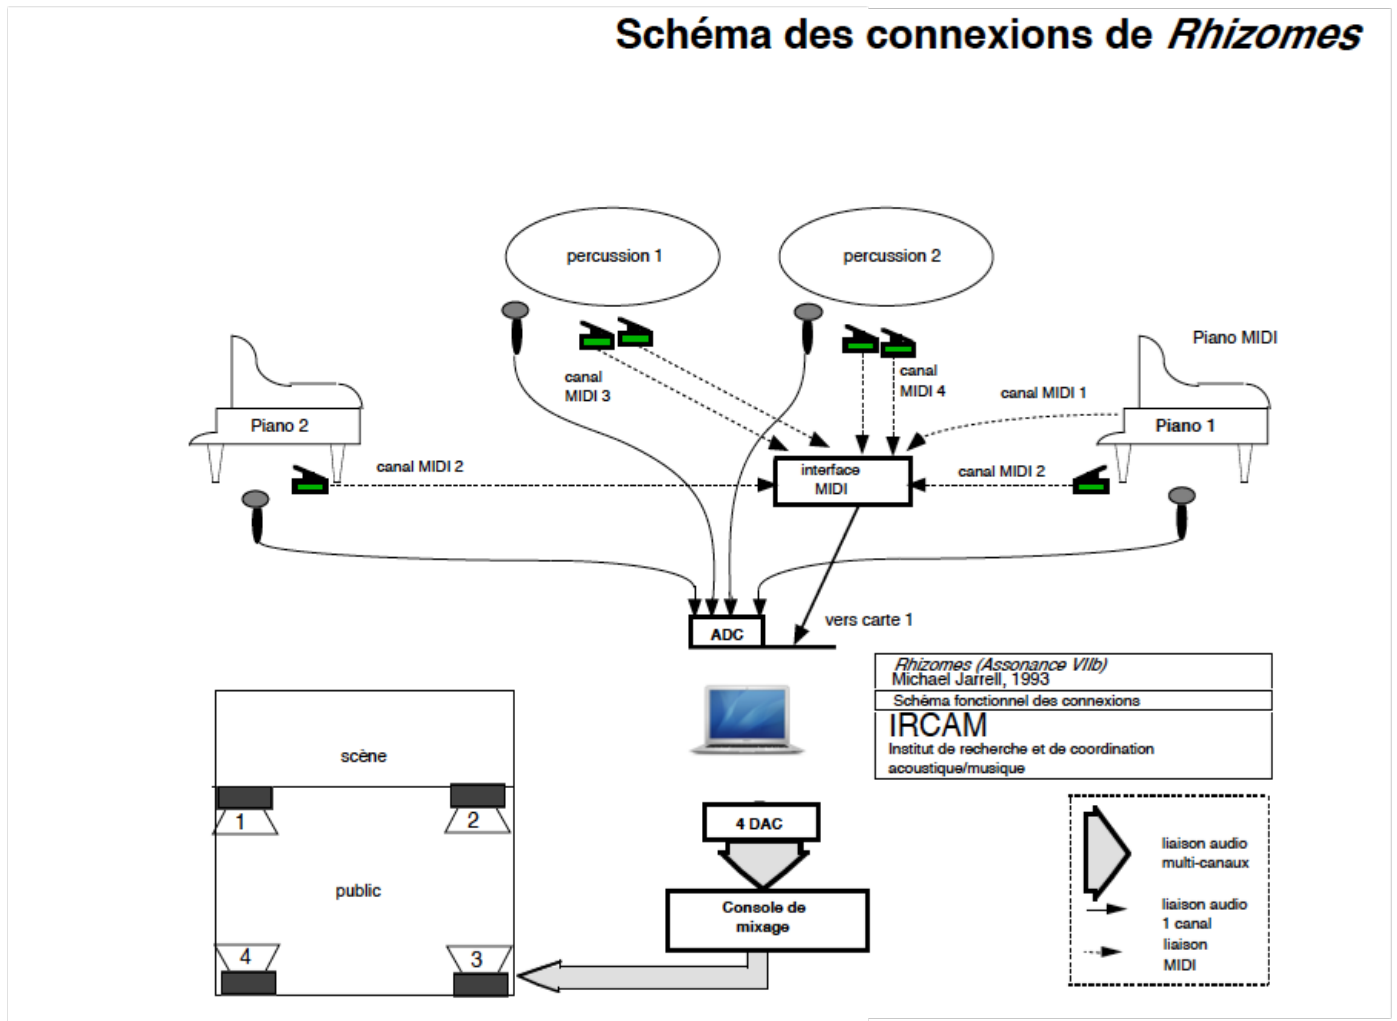 Schéma des connexions de Rhizomes
percussion 1
percussion 2
Piano MIDI
canal
MIDI 3
canal
MIDI 4
canal MIDI 1
Piano 2
Piano 1
canal MIDI 2
interface
MIDI
canal MIDI 2
vers carte 1
ADC
Rhizomes (Assonance VIIb)
Michael Jarrell, 1993
Schéma fonctionnel des connexions
IRCAM
Institut de recherche et de coordination
acoustique/musique
scène
1
2
public
4
3
4 DAC
Console de
mixage
liaison audio
multi-canaux
liaison audio
1 canal
liaison
MIDI